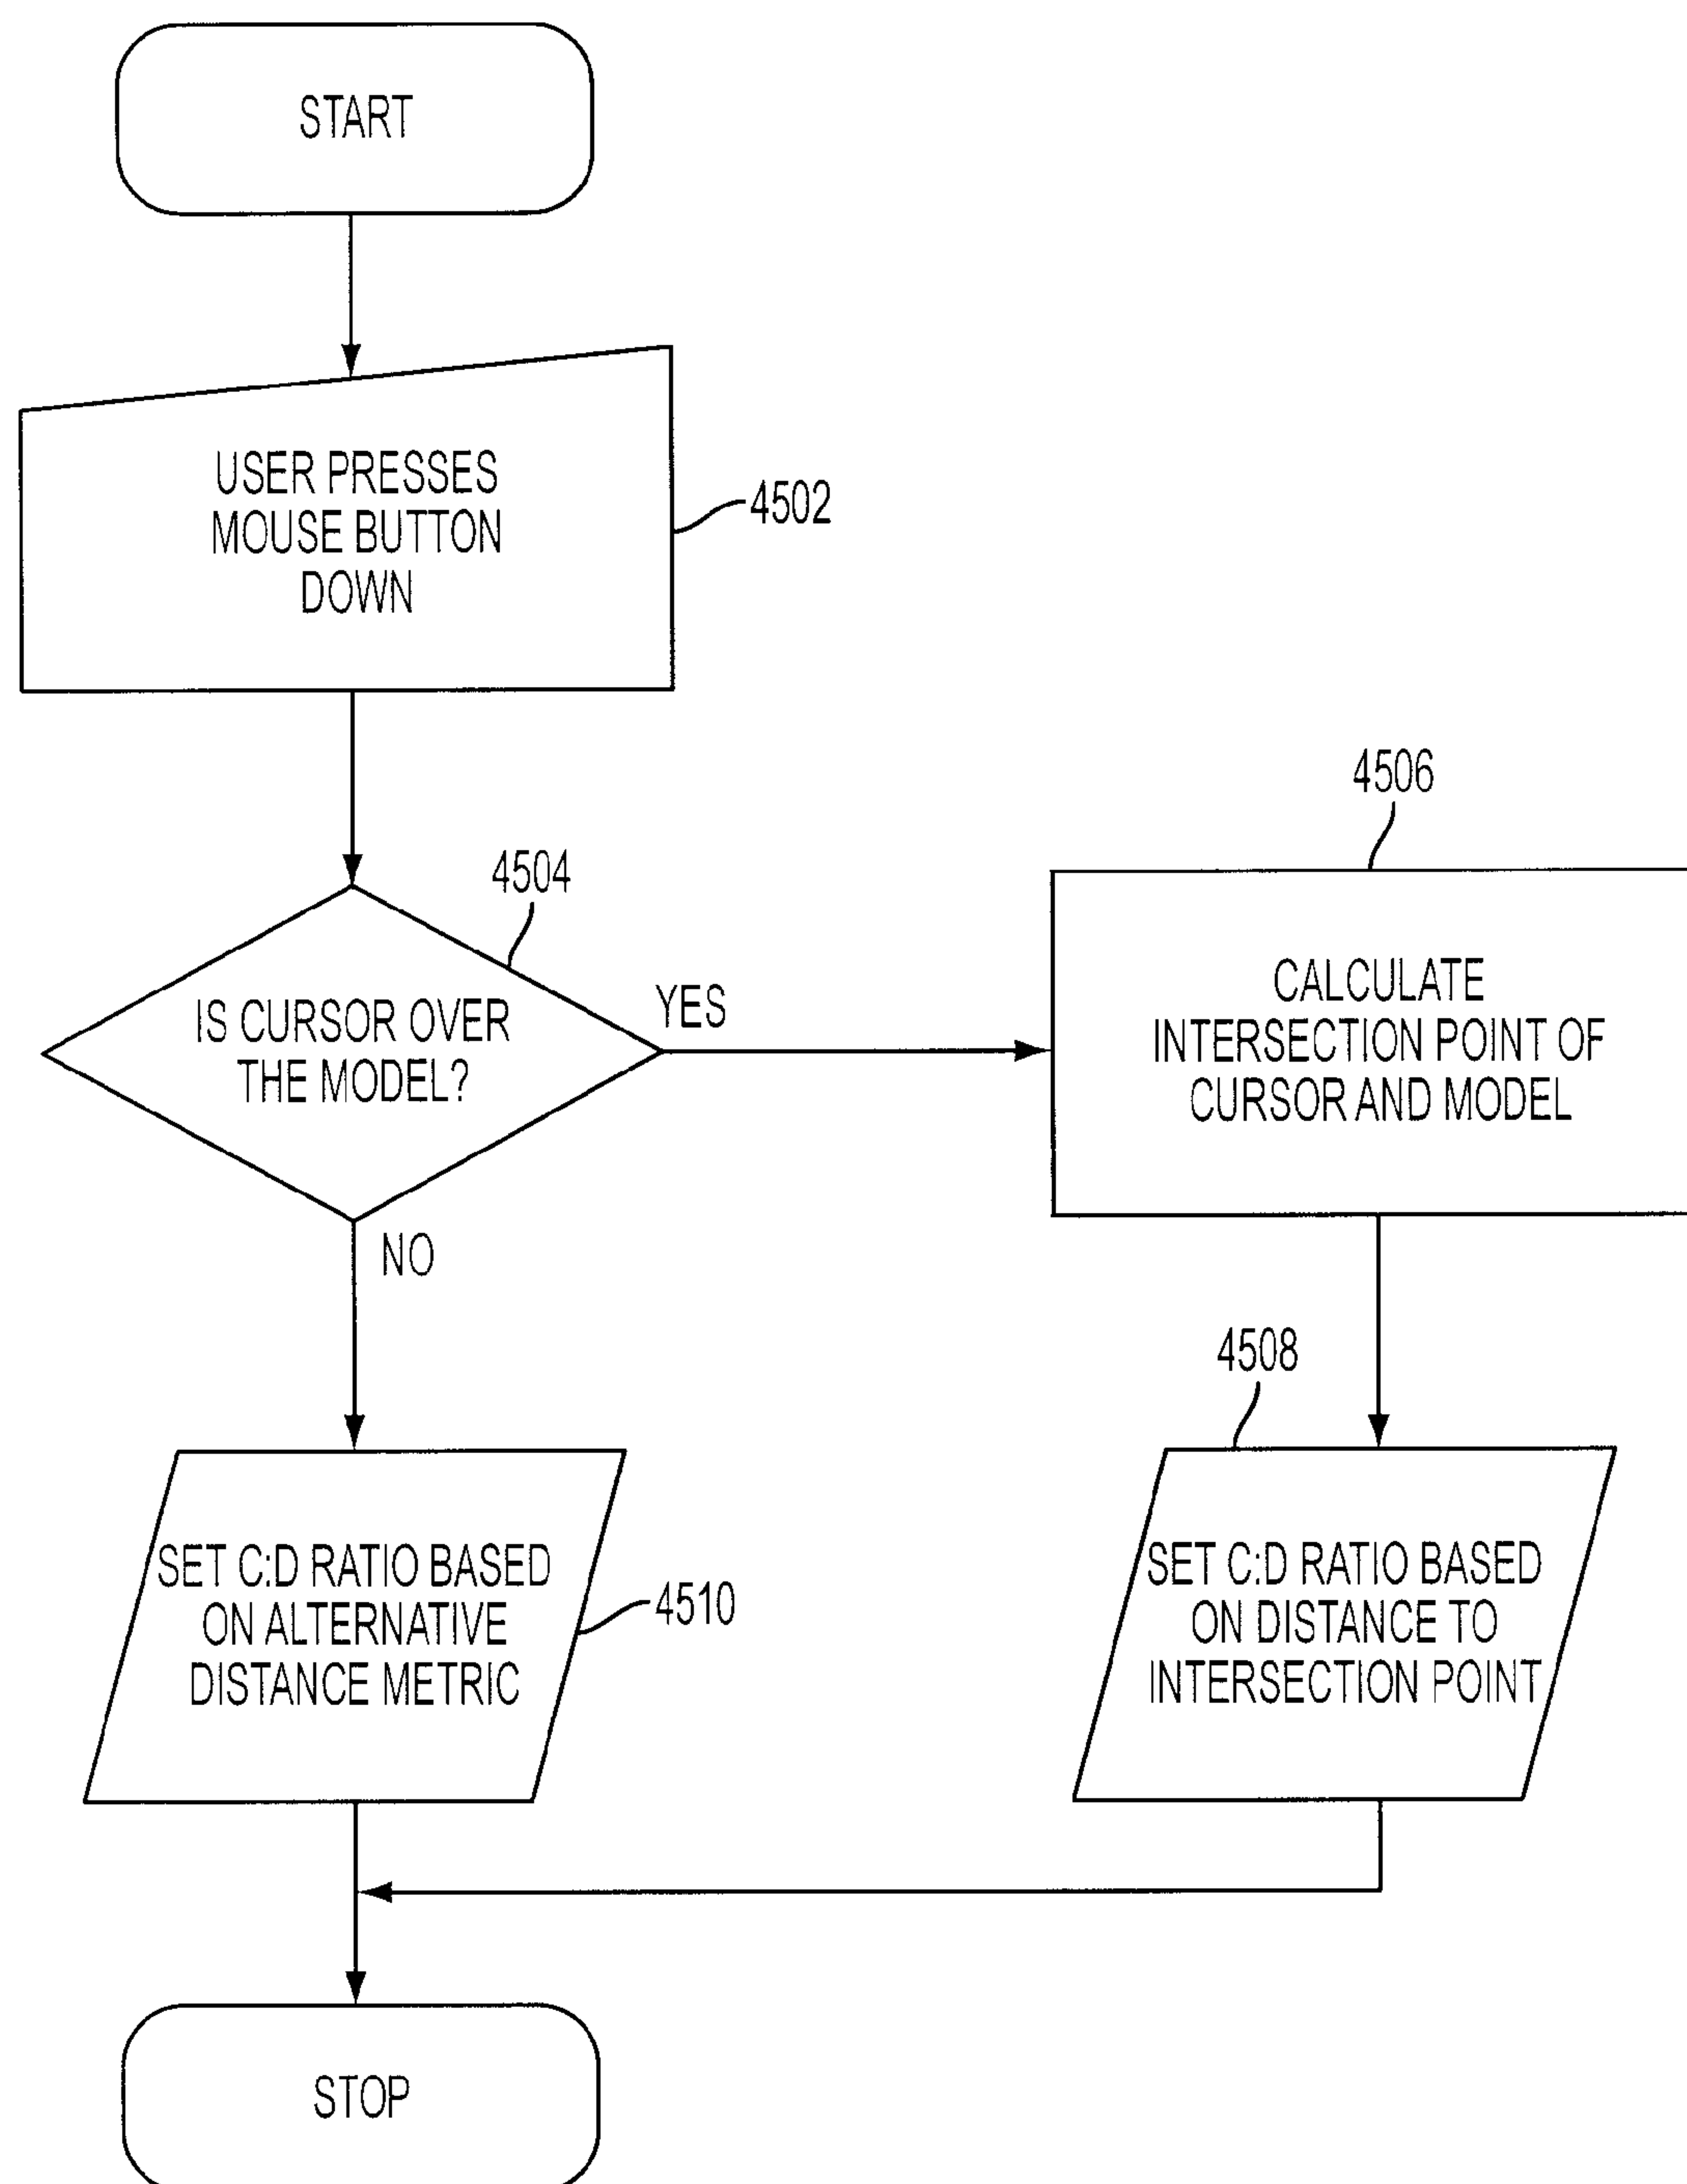 START
USER PRESSES
MOUSE BUTTON
DOWN
4502
4504
IS CURSOR OVER
THE MODEL?
YES
NO
4506
CALCULATE
INTERSECTION POINT OF
CURSOR AND MODEL
4508
SET C:D RATIO BASED
ON DISTANCE TO
INTERSECTION POINT
SET C:D RATIO BASED
ON ALTERNATIVE
DISTANCE METRIC
4510
STOP